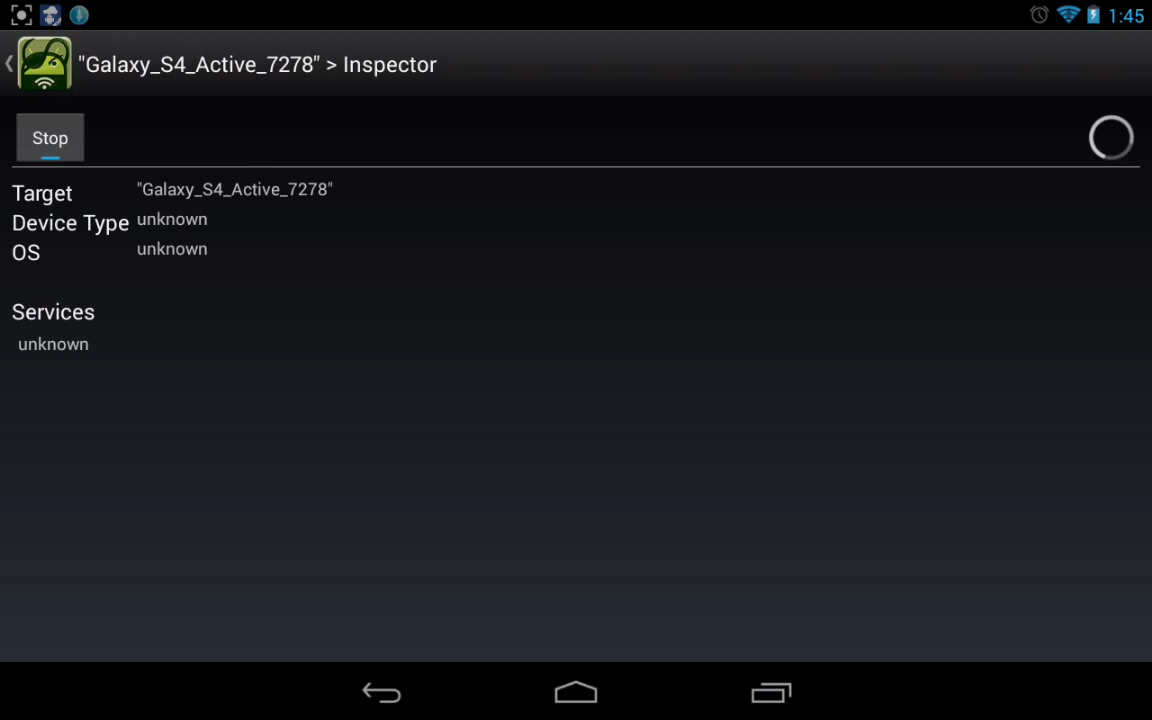 1:45
"Galaxy_S4_Active_7278" > Inspector
Stop
Target "Galaxy_S4_Active_7278"
Device Type unknown
OS unknown
Services
unknown